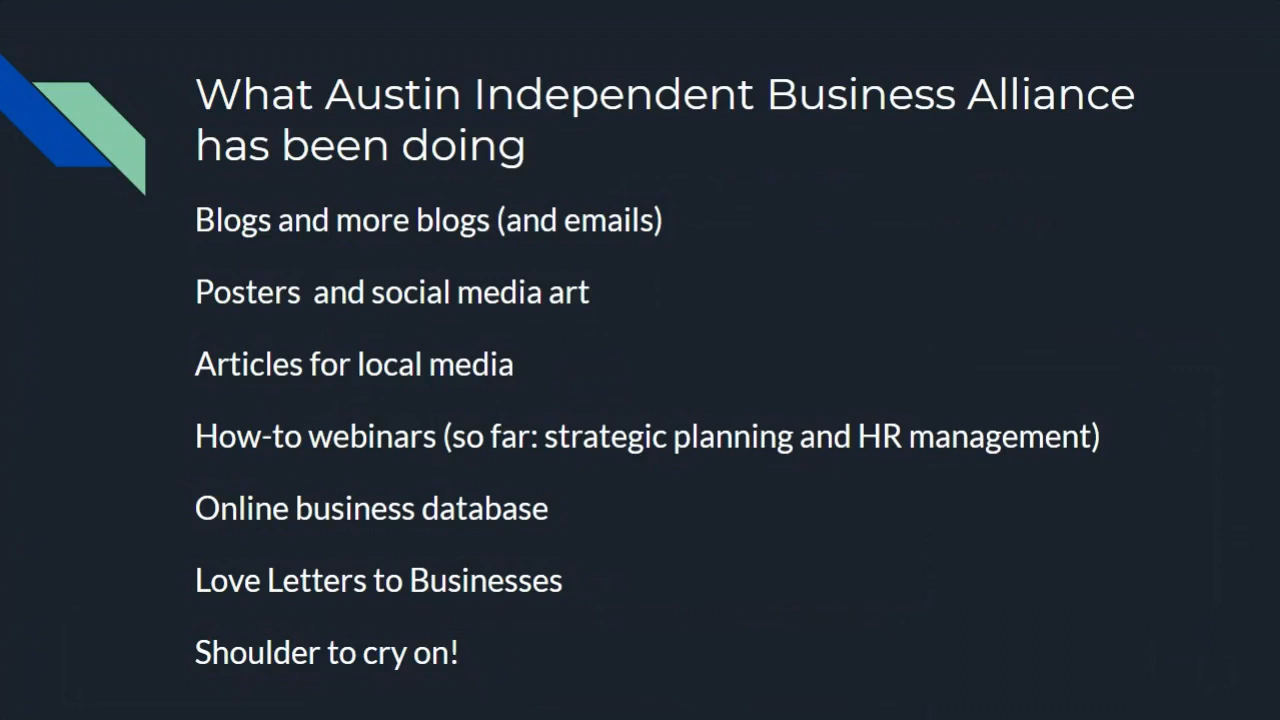 What Austin Independent Business Alliance
has been doing
Blogs and more blogs (and emails)
Posters  and social media art
Articles for local media
How-to webinars (so far: strategic planning and HR management)
Online business database
Love Letters to Businesses
Shoulder to cry on!